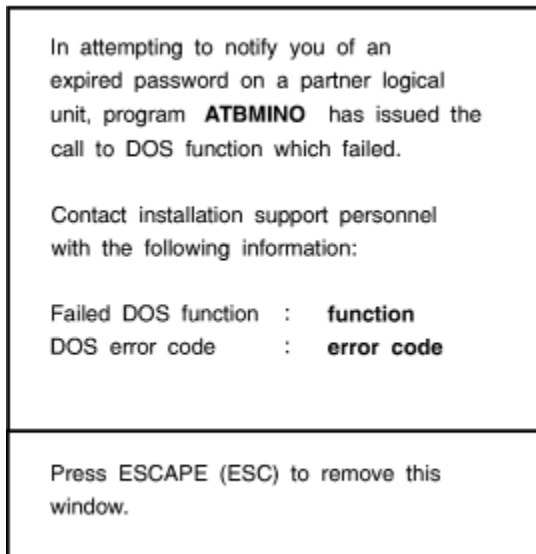 In attempting to notify you of an
expired password on a partner logical
unit, program ATBMINO has issued the
call to DOS function which failed.
Contact installation support personnel
with the following information:
Failed DOS function : function
DOS error code : error code
Press ESCAPE (ESC) to remove this
window.